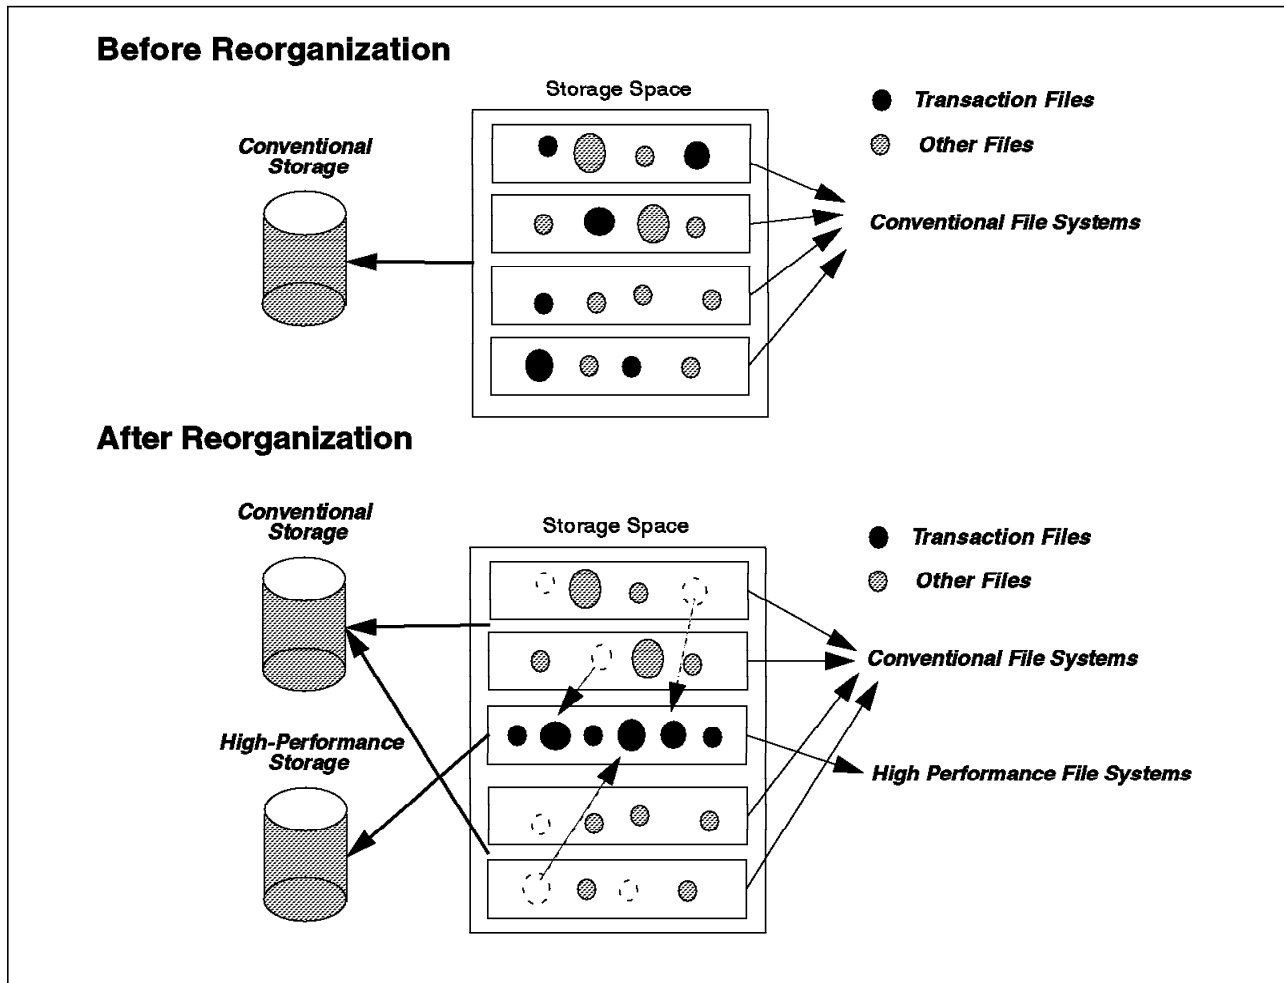 Before Reorganization
Storage Space
Transaction Files
Conventional
Storage
Other Files
Conventional File Systems
After Reorganization
Conventional
Storage
Storage Space
Transaction Files
Other Files
Conventional File Systems
High-Performance
Storage
High Performance File Systems